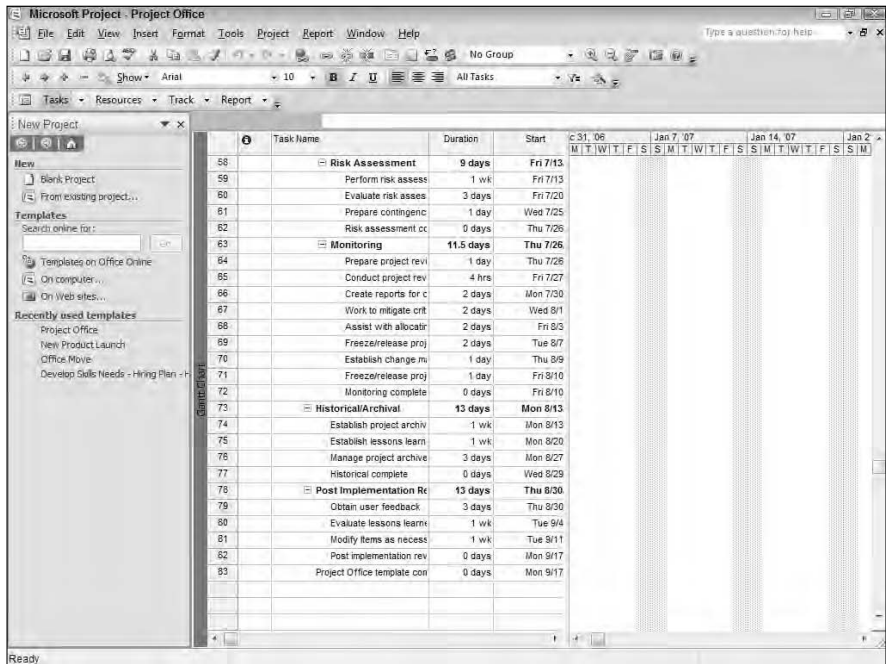 Microsoft Project - Project Office
File Edit View Insert Format Tools Project Report Window Help
Type a question for help
No Group
Show Arial 10 B I U All Tasks
Tasks Resources Track Report
New Project
New
Blank Project
From existing project...
Templates
Search online for:
Go
Templates on Office Online
On computer...
On Web sites...
Recently used templates
Project Office
New Product Launch
Office Move
Develop Skills Needs - Hiring Plan - H
Gantt Chart
Task Name Duration Start c 31, '06 Jan 7, '07 Jan 14, '07 Jan 2
M T W T F S S M T W T F S S M T W T F S S M
58 Risk Assessment 9 days Fri 7/13
59 Perform risk assess 1 wk Fri 7/13
60 Evaluate risk asses 3 days Fri 7/20
61 Prepare contingenc 1 day Wed 7/25
62 Risk assessment cc 0 days Thu 7/26
63 Monitoring 11.5 days Thu 7/26
64 Prepare project revi 1 day Thu 7/26
65 Conduct project rev 4 hrs Fri 7/27
66 Create reports for c 2 days Mon 7/30
67 Work to mitigate crit 2 days Wed 8/1
68 Assist with allocatir 2 days Fri 8/3
69 Freeze/release proj 2 days Tue 8/7
70 Establish change ma 1 day Thu 8/9
71 Freeze/release proj 1 day Fri 8/10
72 Monitoring complete 0 days Fri 8/10
73 Historical/Archival 13 days Mon 8/13
74 Establish project archiv 1 wk Mon 8/13
75 Establish lessons learn 1 wk Mon 8/20
76 Manage project archive 3 days Mon 8/27
77 Historical complete 0 days Wed 8/29
78 Post Implementation Re 13 days Thu 8/30
79 Obtain user feedback 3 days Thu 8/30
80 Evaluate lessons learne 1 wk Tue 9/4
81 Modify items as necess 1 wk Tue 9/11
82 Post implementation rev 0 days Mon 9/17
83 Project Office template com 0 days Mon 9/17
Ready